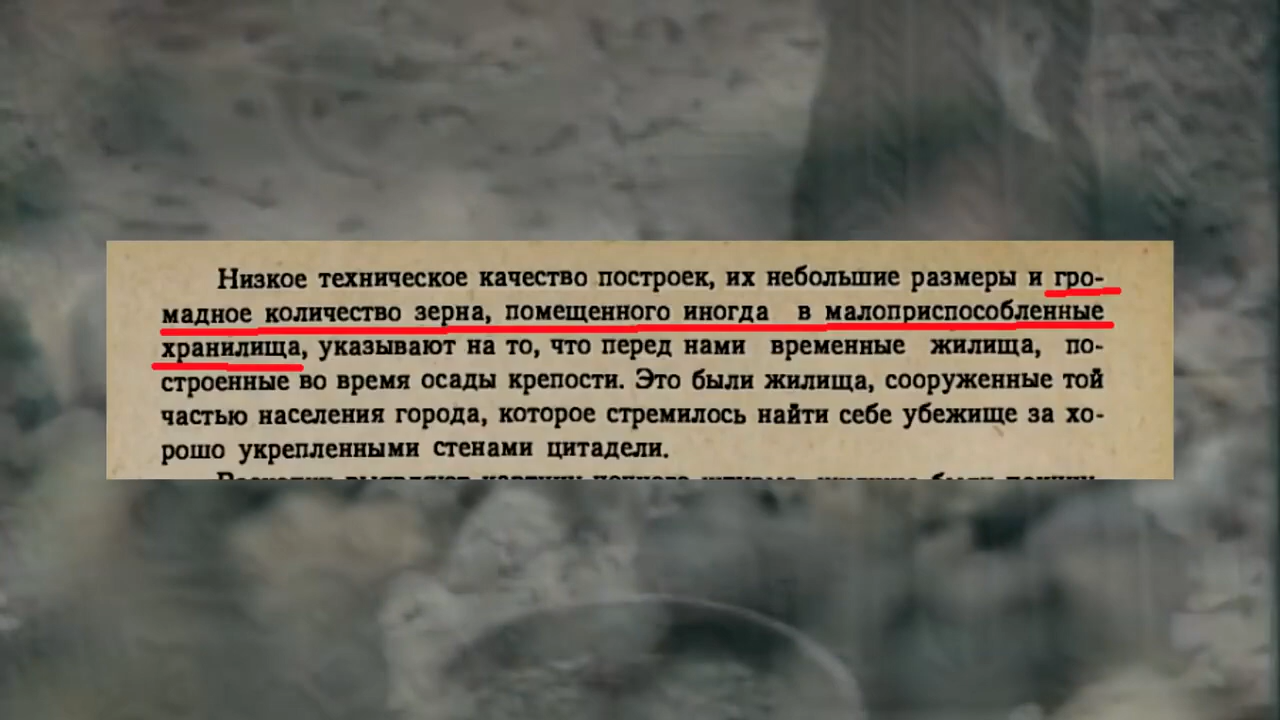 Низкое техническое качество построек, их небольшие размеры и гро-
мадное количество зерна, помещенного иногда в малоприспособленные
хранилища, указывают на то, что перед нами временные жилища, по-
строенные во время осады крепости. Это были жилища, сооруженные той
частью населения города, которое стремилось найти себе убежище за хо-
рошо укрепленными стенами цитадели.